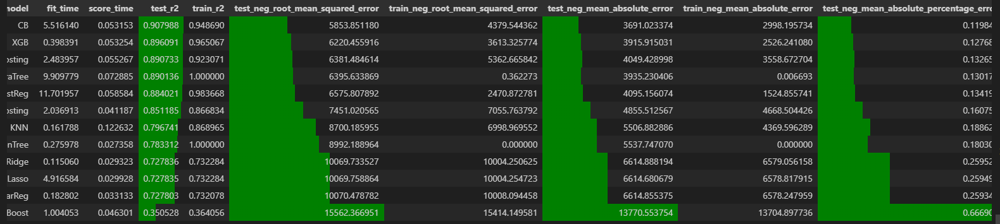 model fit_time score_time test_r2 train_r2 test_neg_root_mean_squared_error train_neg_root_mean_squared_error test_neg_mean_absolute_error train_neg_mean_absolute_error test_neg_mean_absolute_percentage_erro
CB 5.516140 0.053153 0.907988 0.948690 5853.851180 4379.544362 3691.023374 2998.195734 0.11984
XGB 0.398391 0.053254 0.896091 0.965067 6220.455916 3613.325774 3915.915031 2526.241080 0.12768
osting 2.483957 0.055267 0.890733 0.923071 6381.484614 5362.665842 4049.428998 3558.672704 0.13265
raTree 9.909779 0.072885 0.890136 1.000000 6395.633869 0.362273 3935.230406 0.006693 0.13017
stReg 11.701957 0.058584 0.884021 0.983668 6575.807892 2470.872781 4095.156074 1524.855741 0.13419
osting 2.036913 0.041187 0.851185 0.866834 7451.020565 7055.763792 4855.512567 4668.504426 0.16075
KNN 0.161788 0.122632 0.796741 0.868965 8700.185955 6998.969552 5506.882886 4369.596289 0.18862
nTree 0.275978 0.027358 0.783312 1.000000 8992.188964 0.000000 5537.747070 0.000000 0.18030
Ridge 0.115060 0.029323 0.727836 0.732284 10069.733527 10004.250625 6614.888194 6579.056158 0.25952
Lasso 4.916584 0.029928 0.727835 0.732284 10069.758864 10004.254723 6614.680679 6578.817915 0.25949
arReg 0.182802 0.033133 0.727803 0.732078 10070.478782 10008.094458 6614.855375 6578.247959 0.25934
Boost 1.004053 0.046301 0.350528 0.364056 15562.366951 15414.149581 13770.553754 13704.897736 0.66690